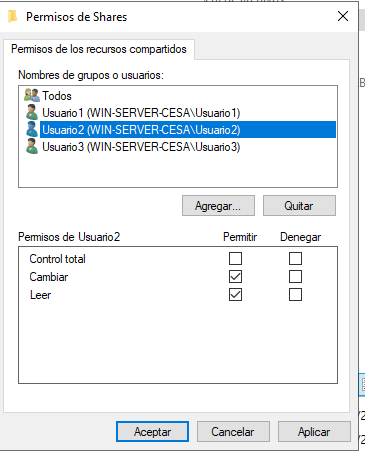 Permisos de Shares
Permisos de los recursos compartidos
Nombres de grupos o usuarios:
Todos
Usuario1 (WIN-SERVER-CESA\Usuario1)
Usuario2 (WIN-SERVER-CESA\Usuario2)
Usuario3 (WIN-SERVER-CESA\Usuario3)
Agregar... Quitar
Permisos de Usuario2 Permitir Denegar
Control total
Cambiar
Leer
Aceptar Cancelar Aplicar